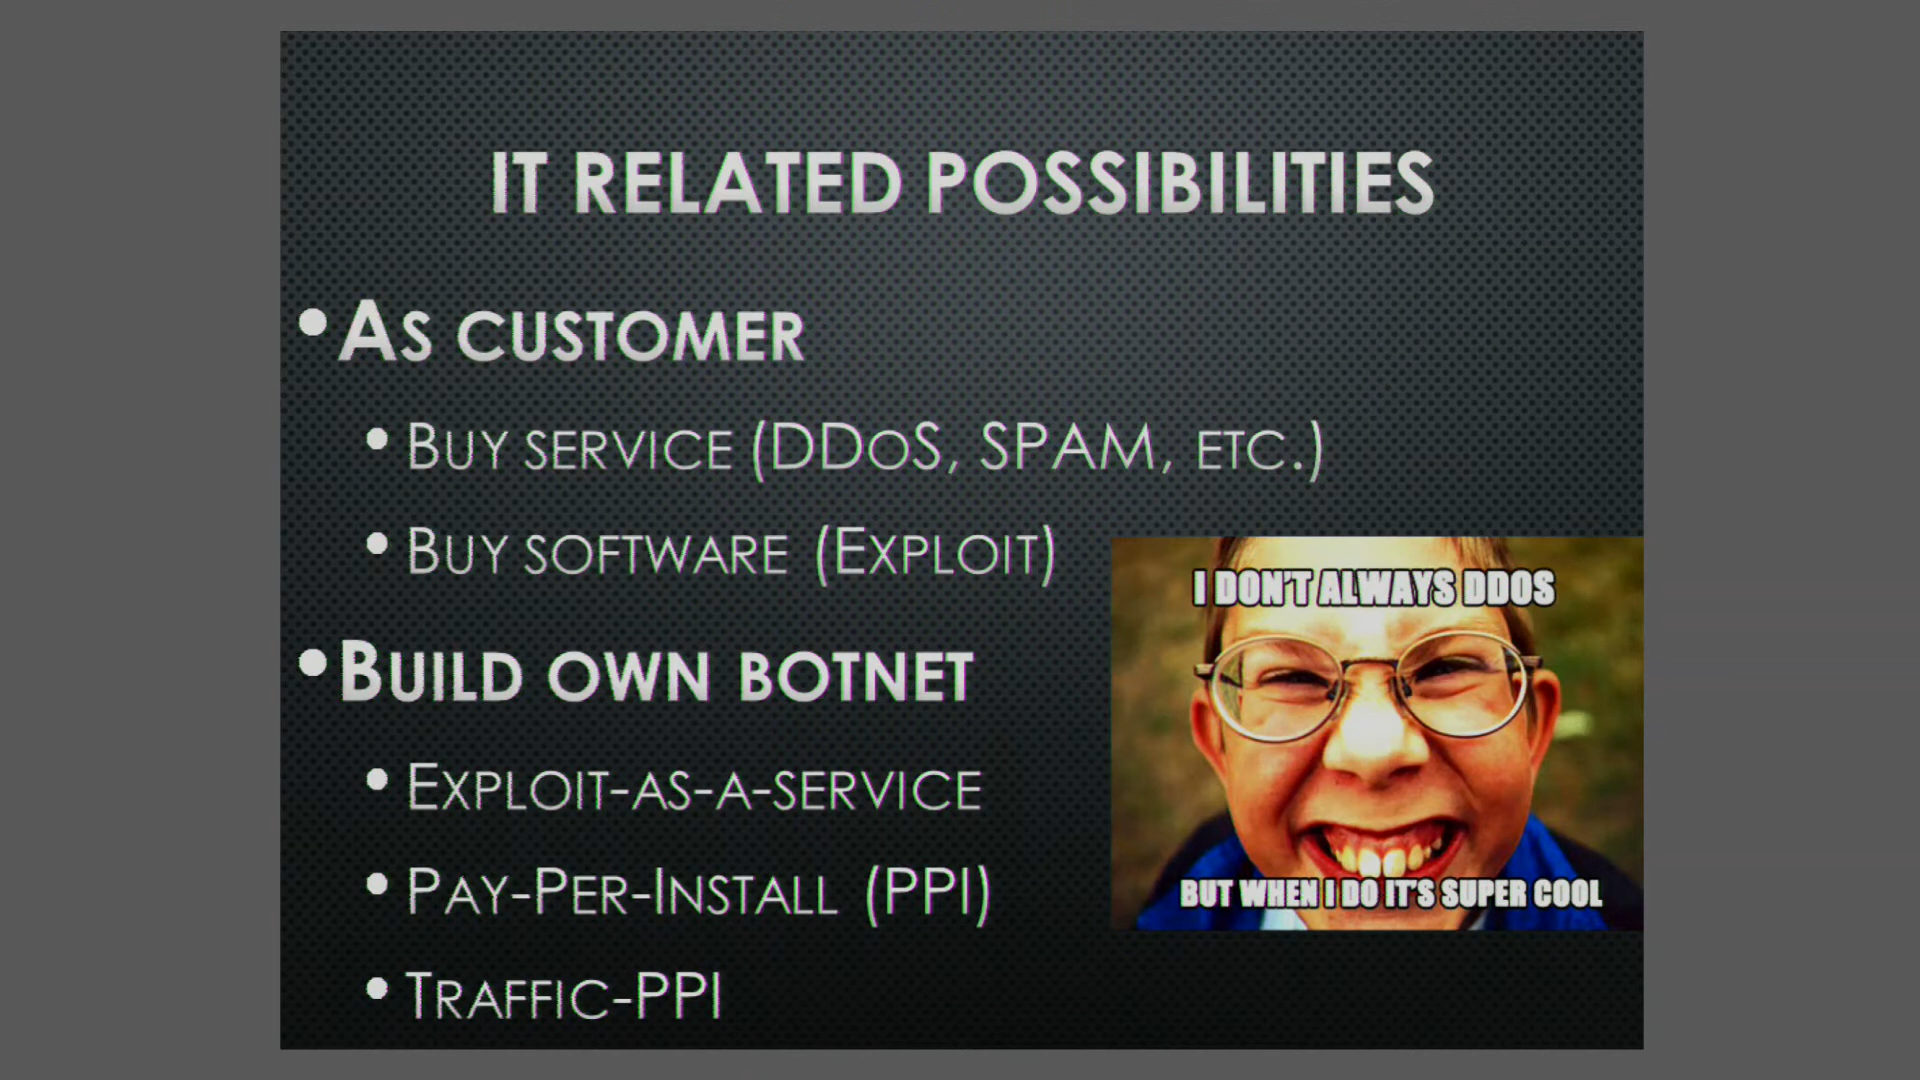 IT RELATED POSSIBILITIES
• AS CUSTOMER
• BUY SERVICE (DDOS, SPAM, ETC.)
• BUY SOFTWARE (EXPLOIT)
• BUILD OWN BOTNET
• EXPLOIT-AS-A-SERVICE
• PAY-PER-INSTALL (PPI)
• TRAFFIC-PPI
I DON'T ALWAYS DDOS
BUT WHEN I DO IT'S SUPER COOL